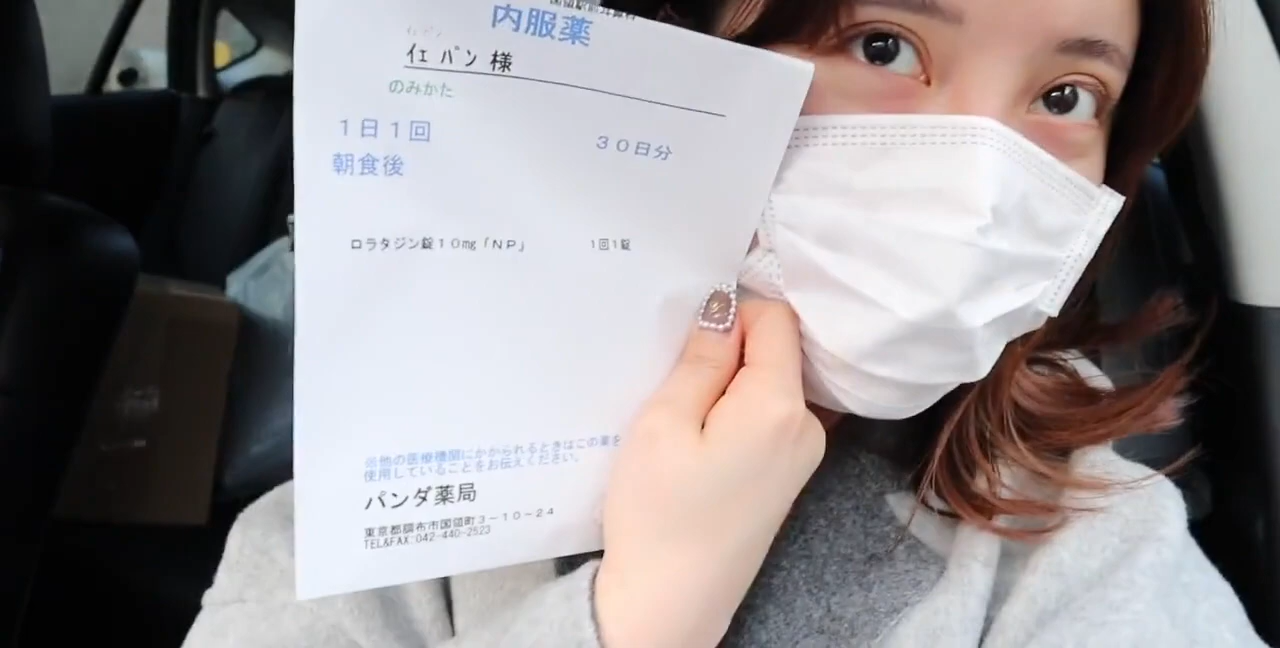 内服薬
イェ パン 様
のみかた
1日1回
30日分
朝食後
ロラタジン錠10㎎「NP」 1回1錠
※他の医療機関にかかられるときはこの薬を
使用していることをお伝えください。
パンダ薬局
東京都調布市国領町3-10-24
TEL&FAX:042-440-2523